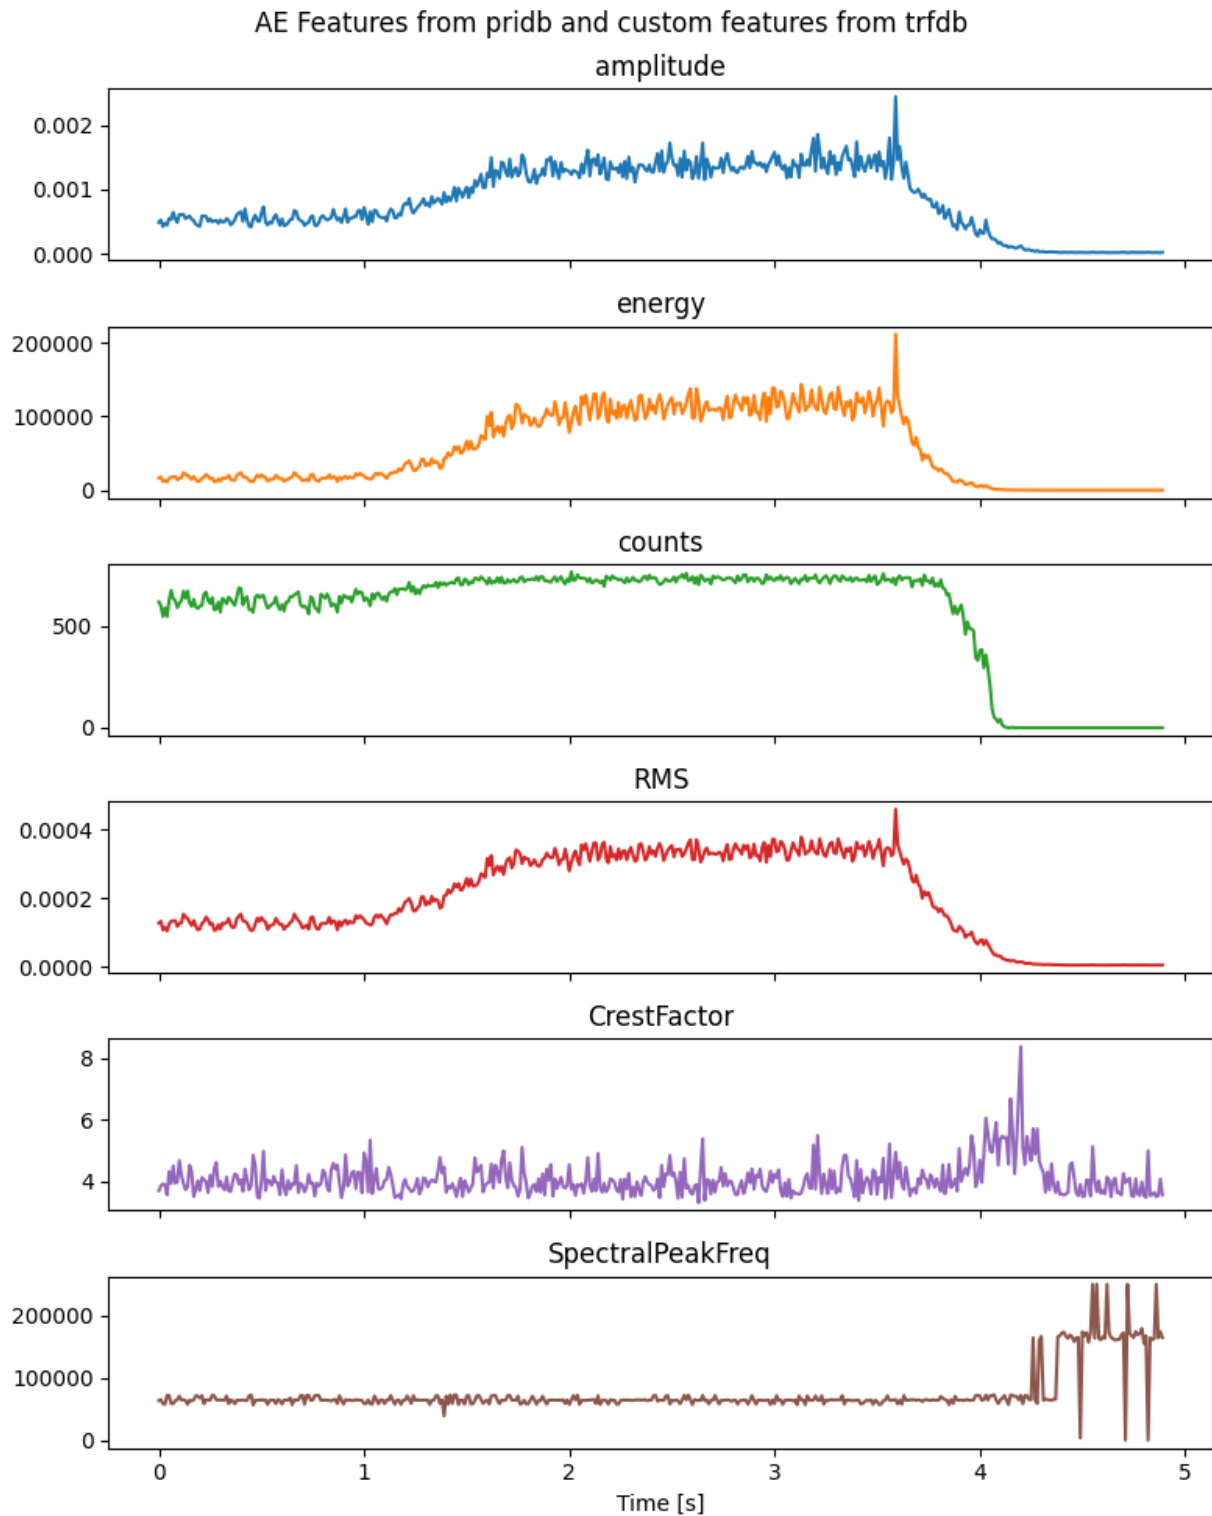 AE Features from pridb and custom features from trfdb
amplitude
0.002
0.001
0.000
energy
200000
100000
0
counts
500
0
RMS
0.0004
0.0002
0.0000
CrestFactor
8
6
4
SpectralPeakFreq
200000
100000
0
0 1 2 3 4 5
Time [s]